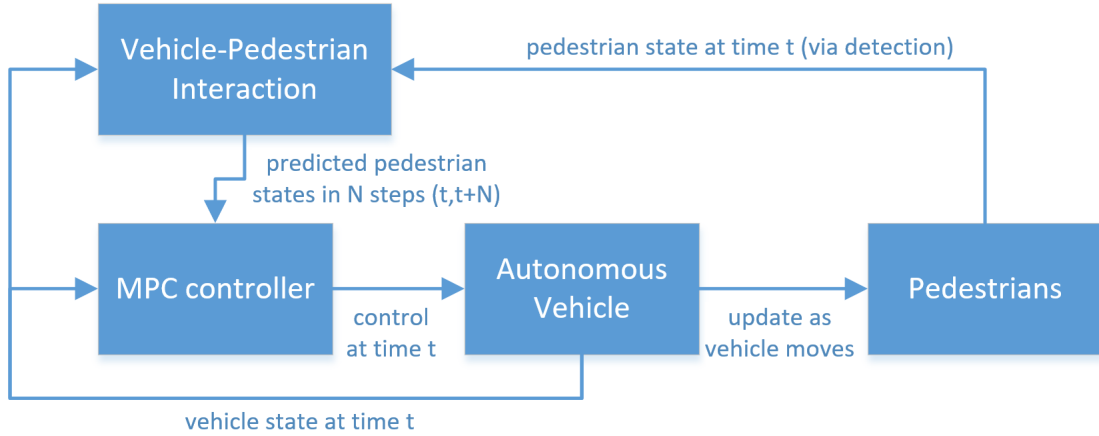 Vehicle-Pedestrian
Interaction
pedestrian state at time t (via detection)
predicted pedestrian
states in N steps (t,t+N)
MPC controller
control
at time t
Autonomous
Vehicle
update as
vehicle moves
Pedestrians
vehicle state at time t